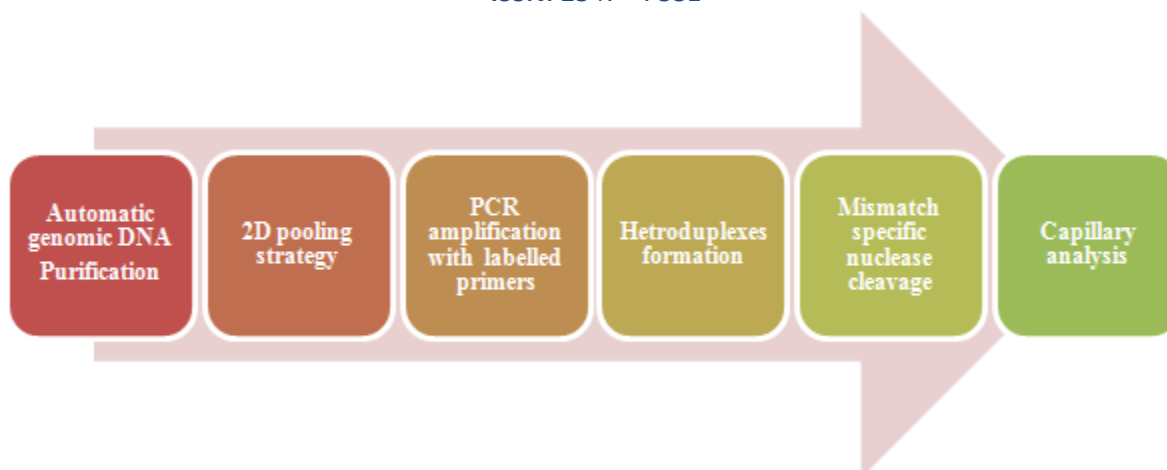 Automatic
genomic DNA
Purification
2D pooling
strategy
PCR
amplification
with labelled
primers
Hetroduplexes
formation
Mismatch
specific
nuclease
cleavage
Capillary
analysis